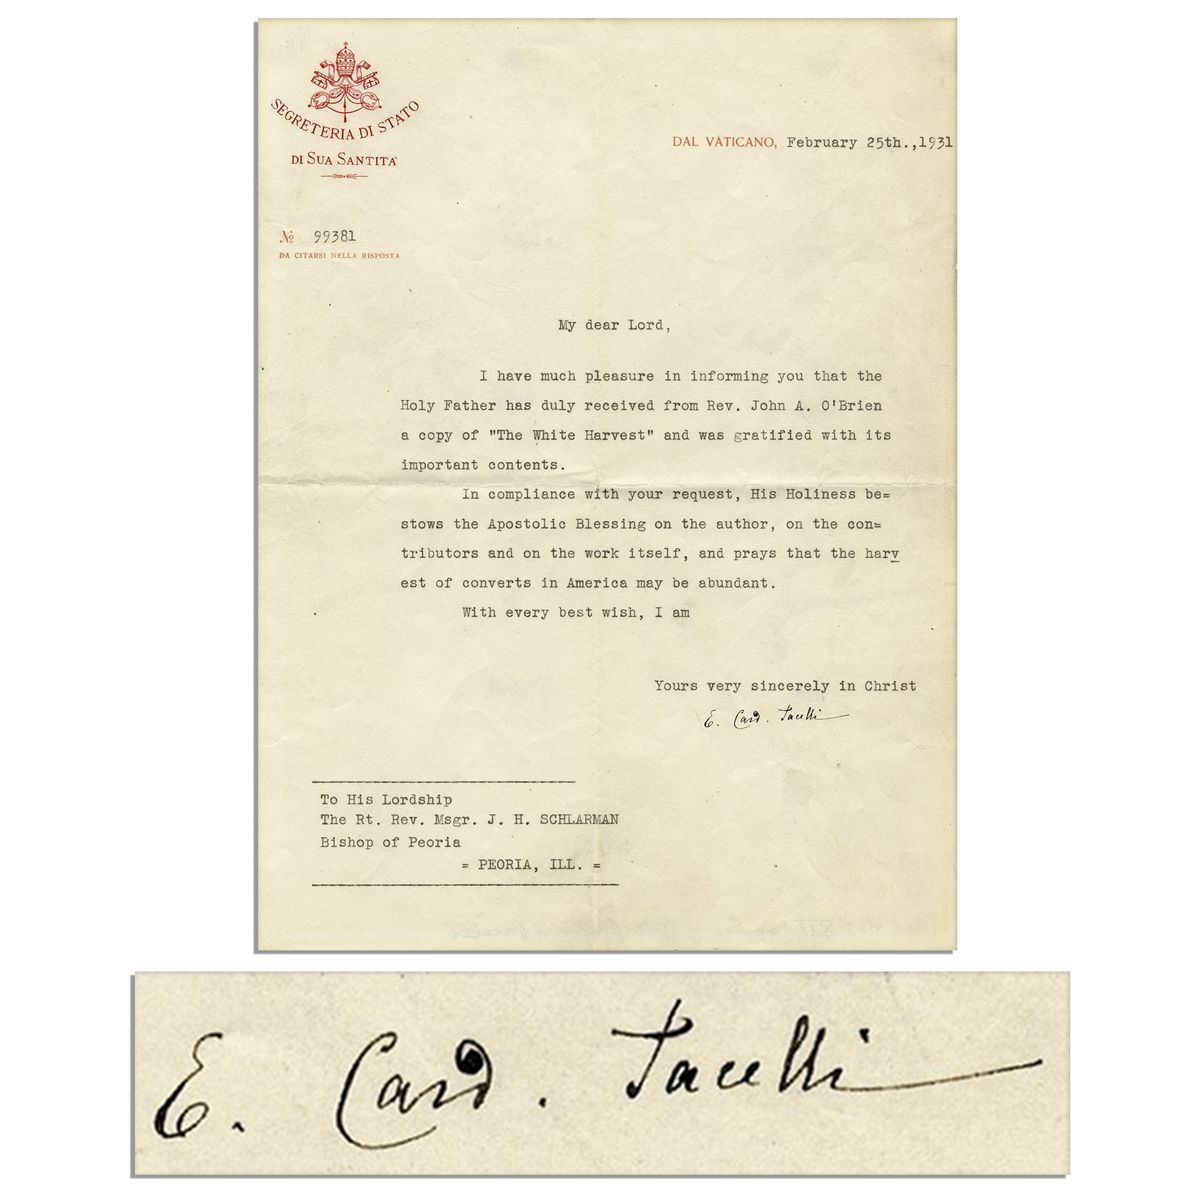 SEGRETERIA DI STATO
DI SUA SANTITA'
DAL VATICANO, February 25th.,1931
No 99381
DA CITARSI NELLA RISPOSTA
My dear Lord,
I have much pleasure in informing you that the
Holy Father has duly received from Rev. John A. O'Brien
a copy of "The White Harvest" and was gratified with its
important contents.
In compliance with your request, His Holiness be=
stows the Apostolic Blessing on the author, on the con=
tributors and on the work itself, and prays that the harv
est of converts in America may be abundant.
With every best wish, I am
Yours very sincerely in Christ
E. Card. Pacelli
To His Lordship
The Rt. Rev. Msgr. J. H. SCHLARMAN
Bishop of Peoria
= PEORIA, ILL. =
E. Card. Pacelli